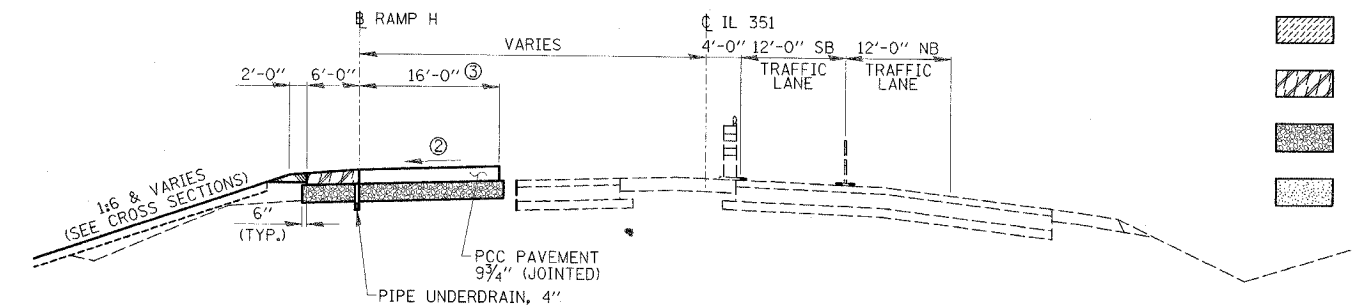 ℄ RAMP H
℄ IL 351
VARIES
4'-0" 12'-0" SB 12'-0" NB
TRAFFIC LANE
TRAFFIC LANE
2'-0" 6'-0" 16'-0" ③
②
1:6 & VARIES
(SEE CROSS SECTIONS)
6"
(TYP.)
PCC PAVEMENT
9¾" (JOINTED)
PIPE UNDERDRAIN, 4"